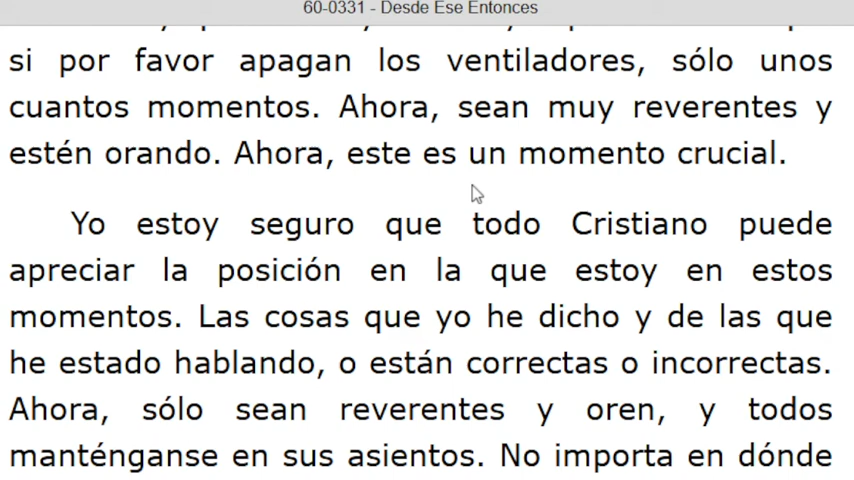 60-0331 - Desde Ese Entonces
si por favor apagan los ventiladores, sólo unos
cuantos momentos. Ahora, sean muy reverentes y
estén orando. Ahora, este es un momento crucial.
Yo estoy seguro que todo Cristiano puede
apreciar la posición en la que estoy en estos
momentos. Las cosas que yo he dicho y de las que
he estado hablando, o están correctas o incorrectas.
Ahora, sólo sean reverentes y oren, y todos
manténganse en sus asientos. No importa en dónde